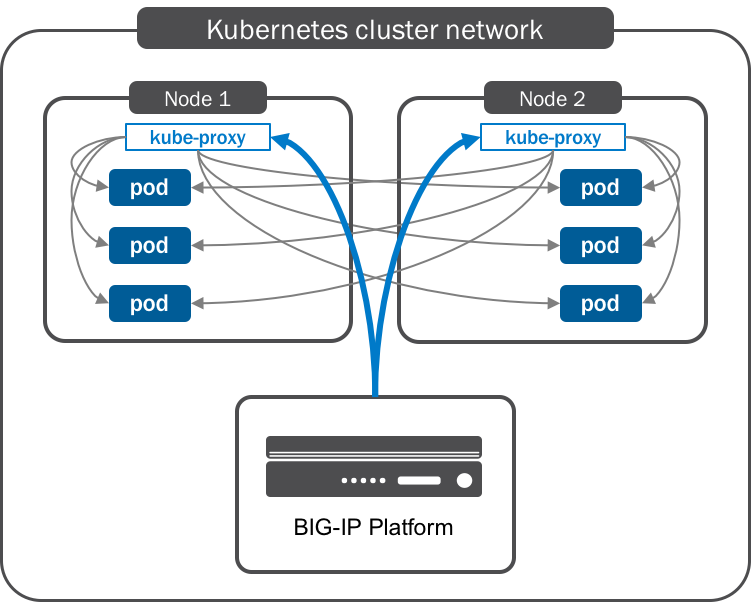 Kubernetes cluster network
Node 1
Node 2
kube-proxy
kube-proxy
pod
pod
pod
pod
pod
pod
BIG-IP Platform